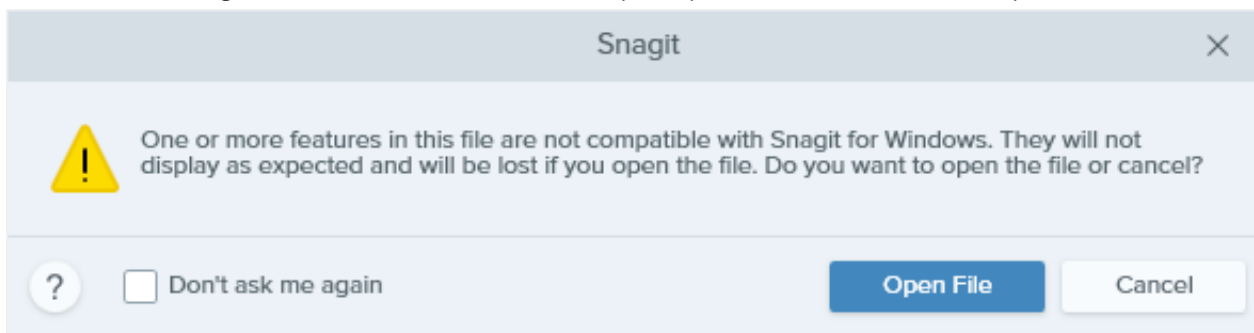 Snagit
One or more features in this file are not compatible with Snagit for Windows. They will not
display as expected and will be lost if you open the file. Do you want to open the file or cancel?
? Don't ask me again Open File Cancel